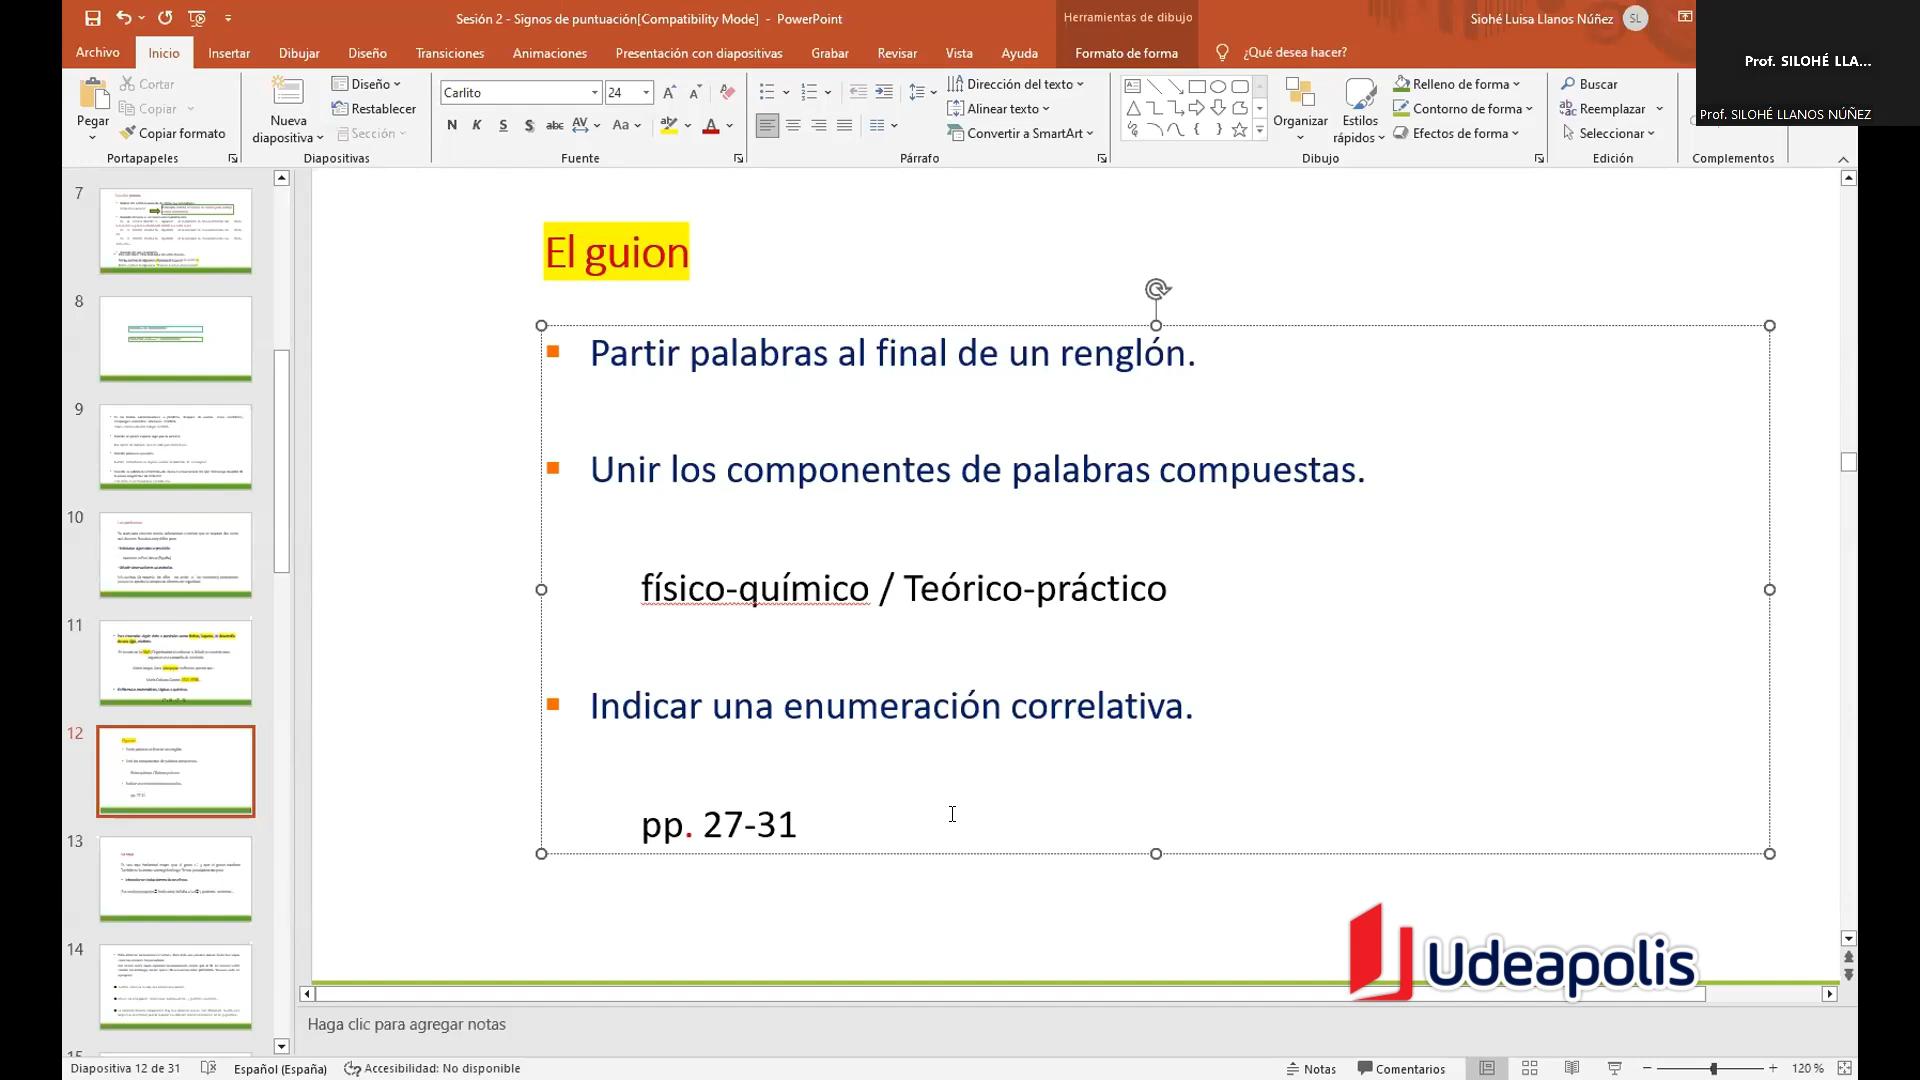 Sesión 2 - Signos de puntuación[Compatibility Mode] - PowerPoint
Herramientas de dibujo
Siohé Luisa Llanos Núñez
SL
Prof. SILOHÉ LLA...
Prof. SILOHÉ LLANOS NÚÑEZ
Archivo
Inicio
Insertar
Dibujar
Diseño
Transiciones
Animaciones
Presentación con diapositivas
Grabar
Revisar
Vista
Ayuda
Formato de forma
¿Qué desea hacer?
Pegar
Cortar
Copiar
Copiar formato
Portapapeles
Nueva diapositiva
Diseño
Restablecer
Sección
Diapositivas
Carlito
24
N K S S abc AV Aa
Fuente
Dirección del texto
Alinear texto
Convertir a SmartArt
Párrafo
Organizar
Estilos rápidos
Relleno de forma
Contorno de forma
Efectos de forma
Dibujo
Buscar
Reemplazar
Seleccionar
Edición
Complementos
7
8
9
10
11
12
13
14
El guion
Partir palabras al final de un renglón.
Unir los componentes de palabras compuestas.
físico-químico / Teórico-práctico
Indicar una enumeración correlativa.
pp. 27-31
Udeapolis
Haga clic para agregar notas
Diapositiva 12 de 31
Español (España)
Accesibilidad: No disponible
Notas
Comentarios
120 %